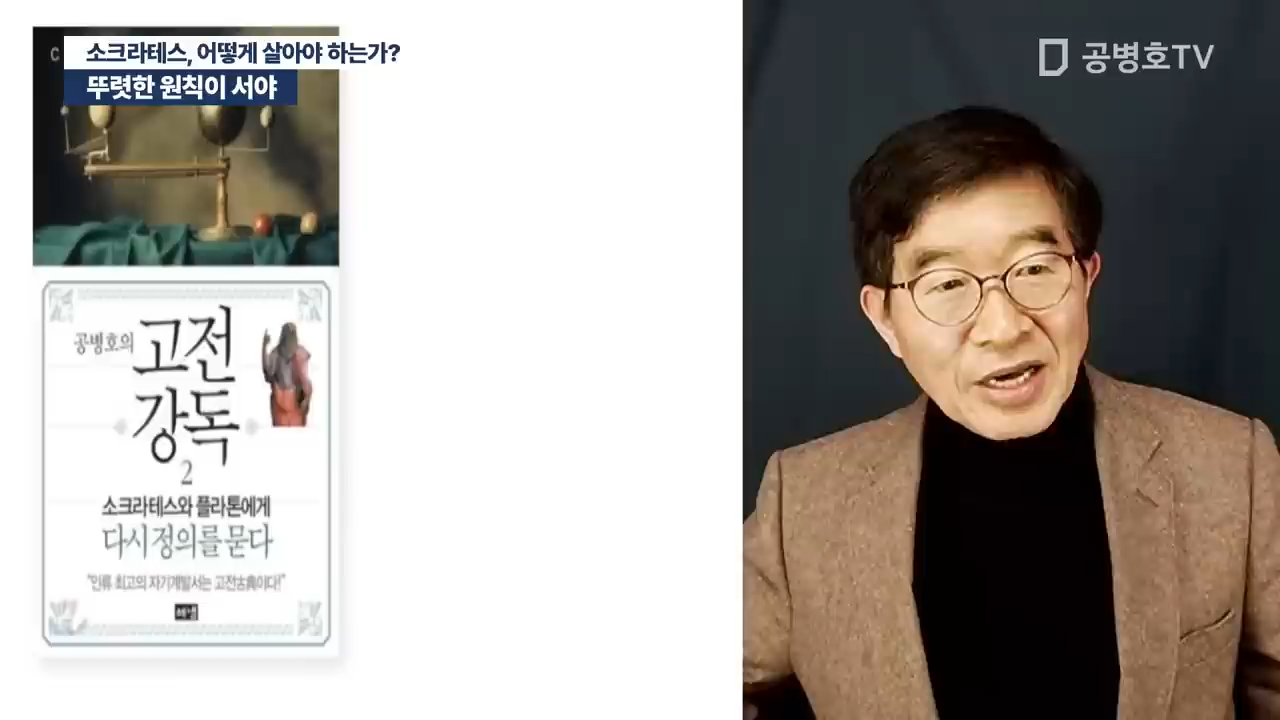 소크라테스, 어떻게 살아야 하는가?
뚜렷한 원칙이 서야
공병호TV
공병호의
고전
강독
2
소크라테스와 플라톤에게
다시 정의를 묻다
"인류 최고의 자기계발서는 고전古典이다!"
해냄